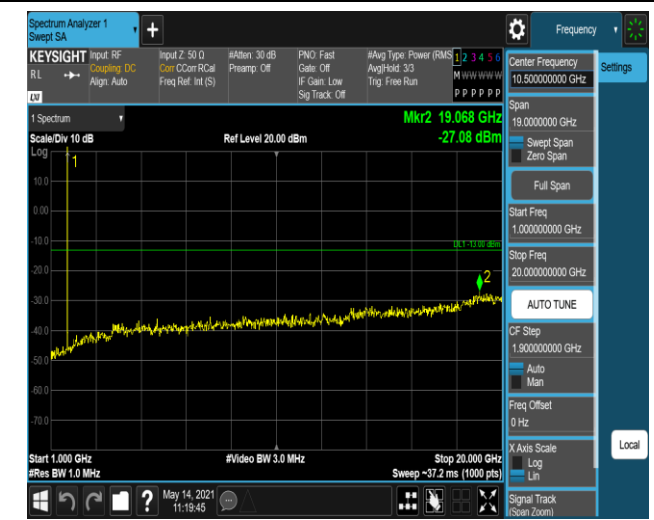 Spectrum Analyzer 1
Swept SA
+
Frequency
KEYSIGHT Input: RF
RL Coupling: DC
Align: Auto
LXI
Input Z: 50 Ω
Corr CCorr RCal
Freq Ref: Int (S)
#Atten: 30 dB
Preamp: Off
PNO: Fast
Gate: Off
IF Gain: Low
Sig Track: Off
#Avg Type: Power (RMS
Avg|Hold: 3/3
Trig: Free Run
1 2 3 4 5 6
M W W W W W
P P P P P P
Settings
Center Frequency
10.500000000 GHz
Span
19.0000000 GHz
Swept Span
Zero Span
Full Span
Start Freq
1.000000000 GHz
Stop Freq
20.000000000 GHz
AUTO TUNE
CF Step
1.900000000 GHz
Auto
Man
Freq Offset
0 Hz
X Axis Scale
Log
Lin
Signal Track
(Span Zoom)
Local
1 Spectrum
Mkr2 19.068 GHz
Scale/Div 10 dB
Ref Level 20.00 dBm
-27.08 dBm
Log
1
10.0
0.00
-10.0
DL1 -13.00 dBm
-20.0
2
-30.0
-40.0
-50.0
-60.0
-70.0
Start 1.000 GHz
#Video BW 3.0 MHz
Stop 20.000 GHz
#Res BW 1.0 MHz
Sweep ~37.2 ms (1000 pts)
?
May 14, 2021
11:19:45